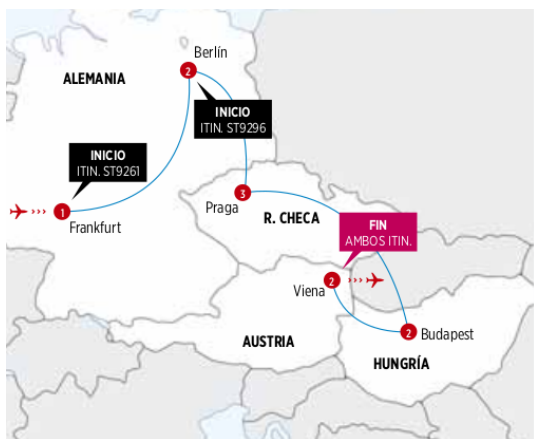 Berlín
2
ALEMANIA
INICIO
ITIN. ST9296
INICIO
ITIN. ST9261
3
Praga
1
Frankfurt
R. CHECA
FIN
AMBOS ITIN.
2
Viena
2
Budapest
AUSTRIA
HUNGRÍA